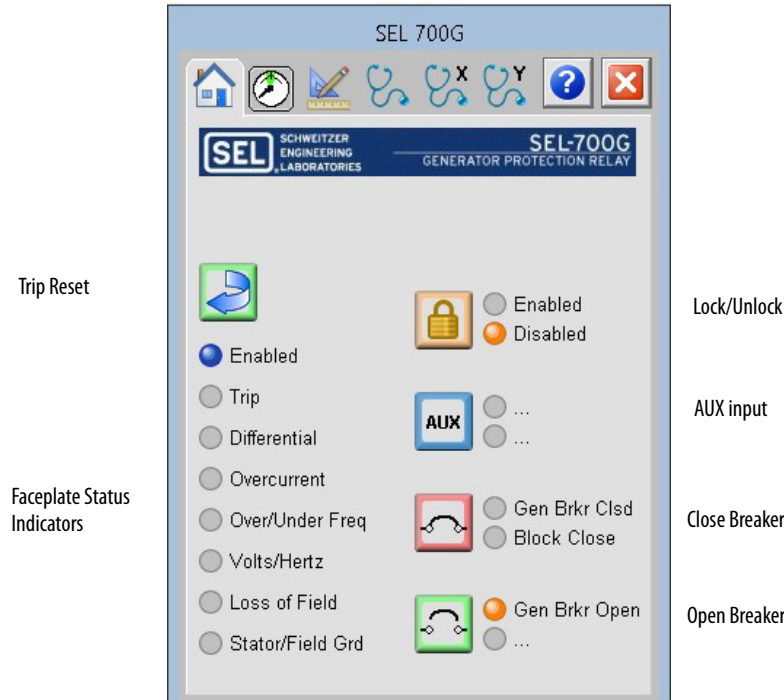 SEL 700G
X
Y
?
SEL
SCHWEITZER
ENGINEERING
LABORATORIES
SEL-700G
GENERATOR PROTECTION RELAY
Trip Reset
Enabled
Trip
Differential
Overcurrent
Over/Under Freq
Volts/Hertz
Loss of Field
Stator/Field Grd
Faceplate Status
Indicators
Enabled
Disabled
Lock/Unlock
AUX
...
...
AUX input
Gen Brkr Clsd
Block Close
Close Breaker
Gen Brkr Open
...
Open Breaker